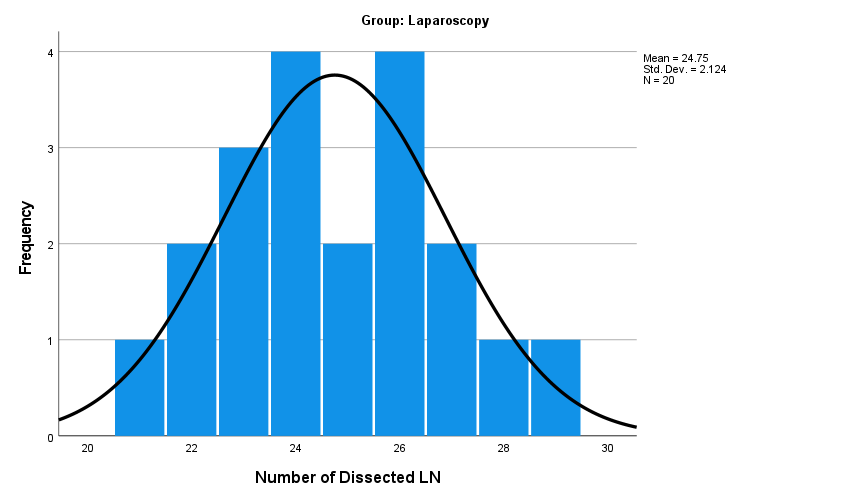 Group: Laparoscopy
Mean = 24.75
Std. Dev. = 2.124
N = 20
4
3
2
1
0
Frequency
20 22 24 26 28 30
Number of Dissected LN